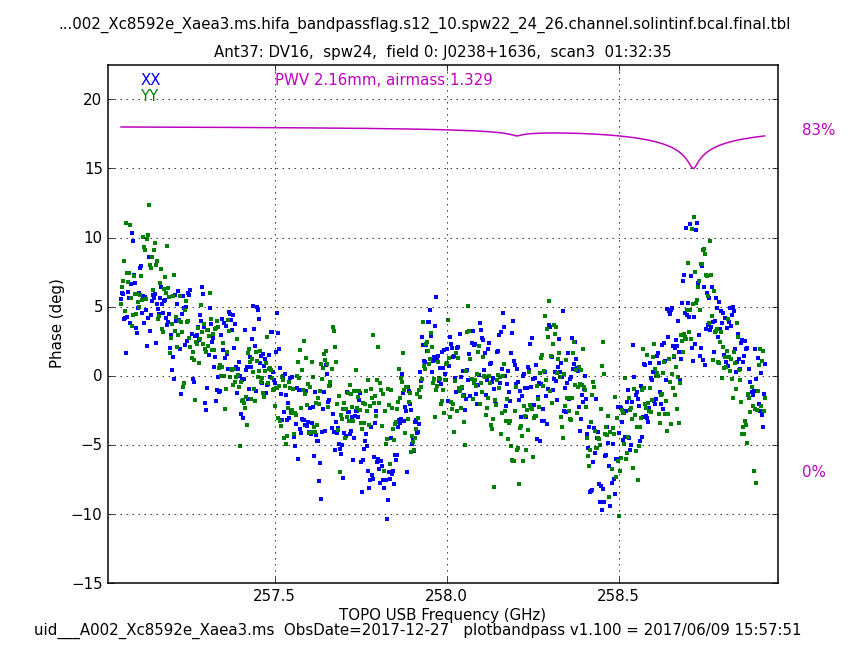 ...002_Xc8592e_Xaea3.ms.hifa_bandpassflag.s12_10.spw22_24_26.channel.solintinf.bcal.final.tbl
Ant37: DV16, spw24, field 0: J0238+1636, scan3 01:32:35
XX
PWV 2.16mm, airmass 1.329
YY
20
83%
15
10
5
Phase (deg)
0
−5
0%
−10
−15
257.5
258.0
258.5
TOPO USB Frequency (GHz)
uid___A002_Xc8592e_Xaea3.ms ObsDate=2017-12-27 plotbandpass v1.100 = 2017/06/09 15:57:51